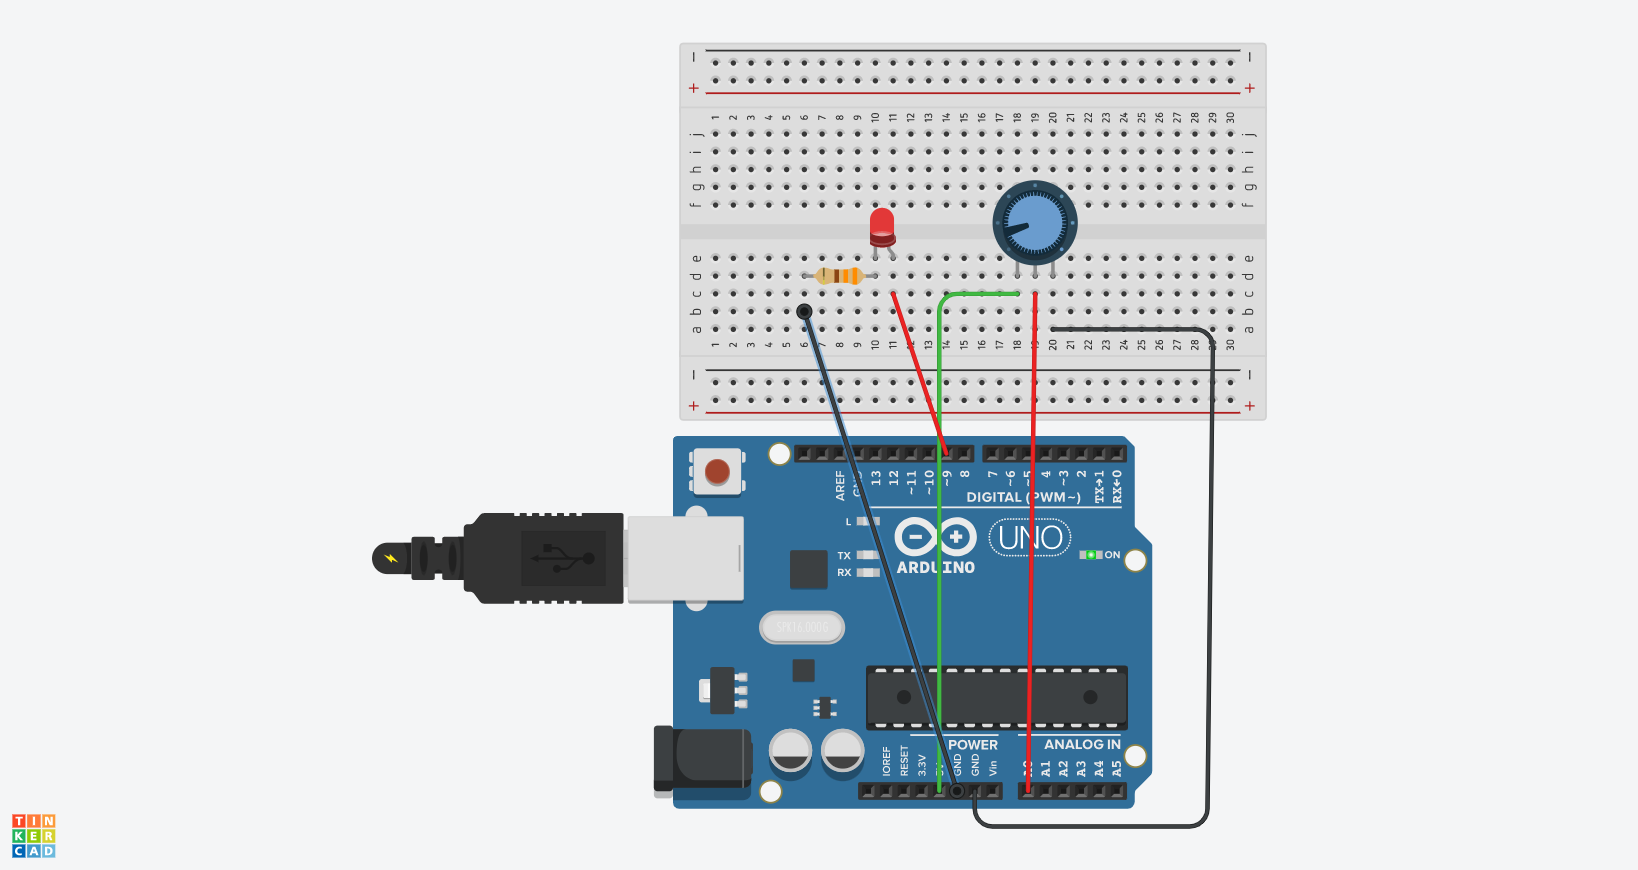 − −
+ +
1 2 3 4 5 6 7 8 9 10 11 12 13 14 15 16 17 18 19 20 21 22 23 24 25 26 27 28 29 30
j j
i i
h h
g g
f f
e e
d d
c c
b b
a a
1 2 3 4 5 6 7 8 9 10 11 12 13 14 15 16 17 18 19 20 21 22 23 24 25 26 27 28 29 30
− −
+ +
AREF GND 13 12 ~11 ~10 ~9 8 7 ~6 ~5 4 ~3 2 TX→1 RX←0
DIGITAL (PWM~)
L
TX
RX
UNO
ON
ARDUINO
SPK16.000G
POWER ANALOG IN
IOREF RESET 3.3V 5V GND GND Vin A0 A1 A2 A3 A4 A5
TIN
KER
CAD